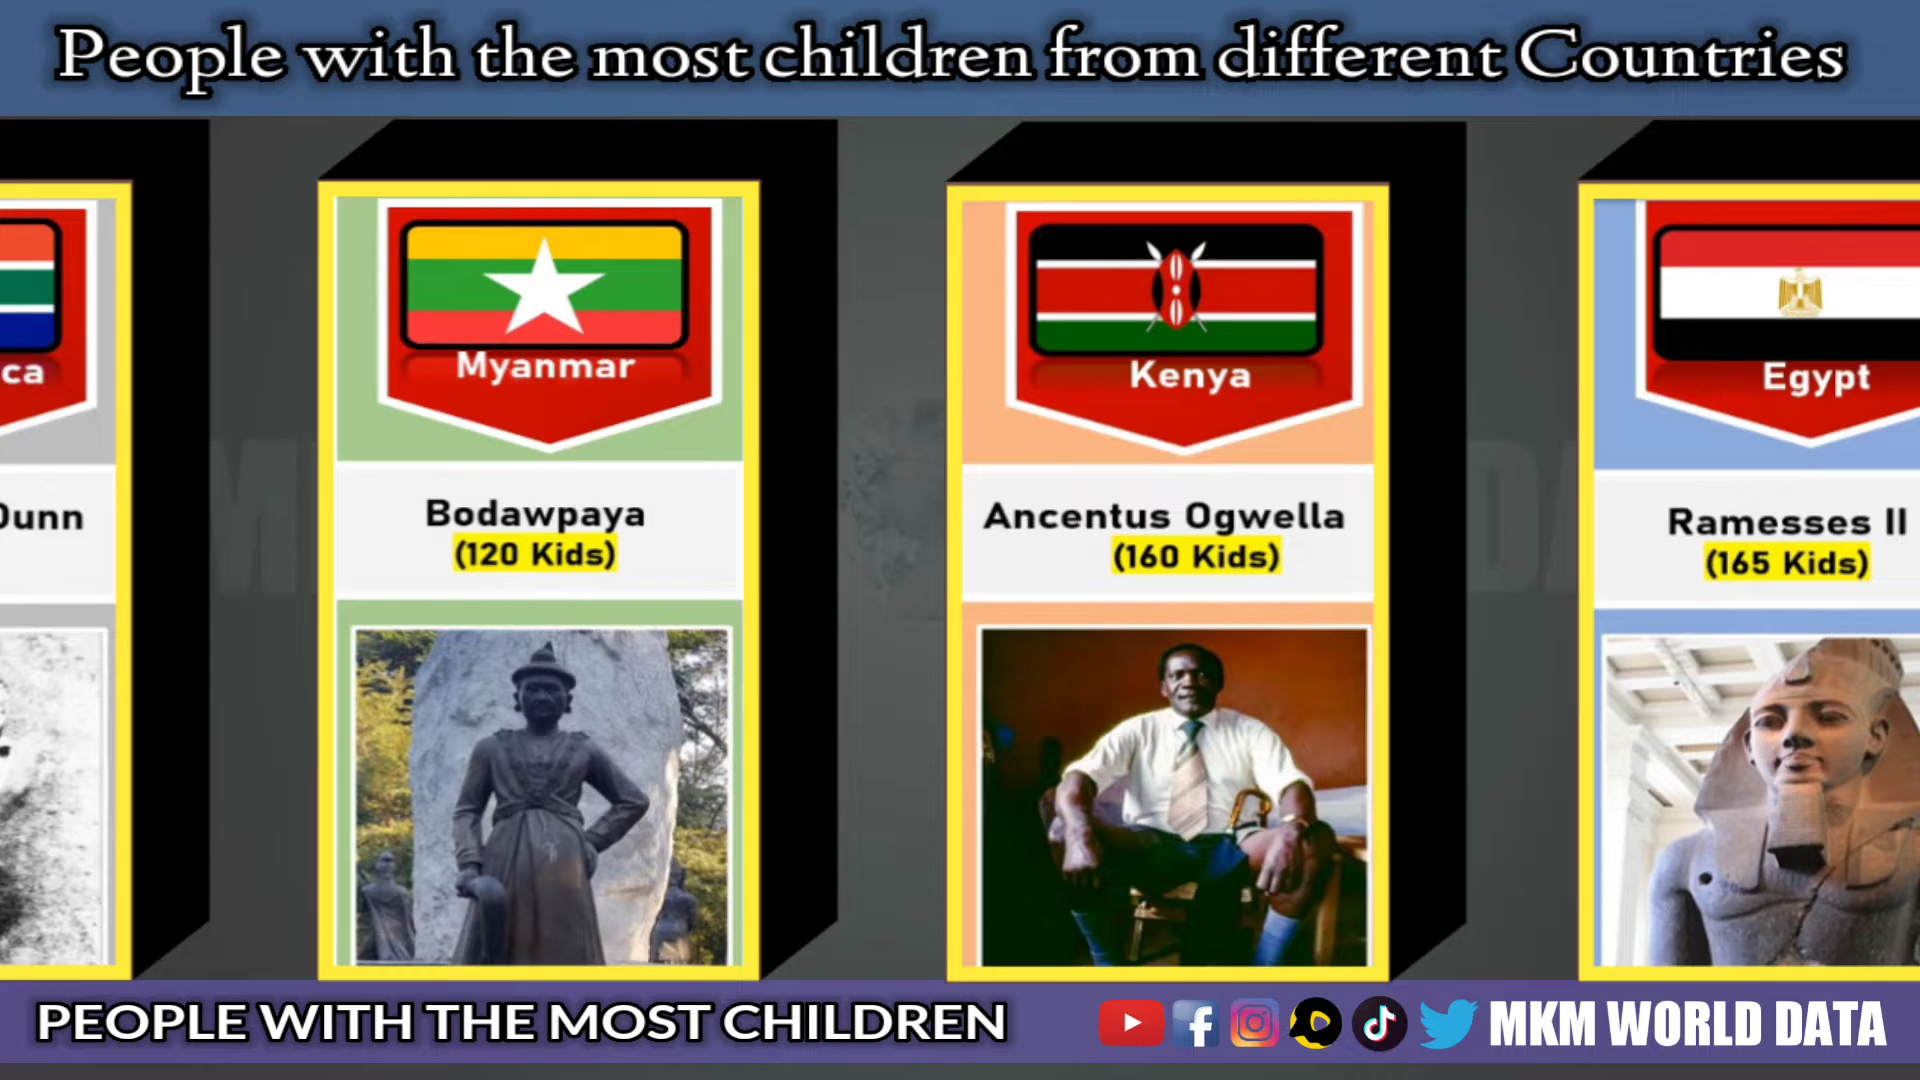 People with the most children from different Countries
ca
Dunn
Myanmar
Bodawpaya
(120 Kids)
Kenya
Ancentus Ogwella
(160 Kids)
Egypt
Ramesses II
(165 Kids)
PEOPLE WITH THE MOST CHILDREN
MKM WORLD DATA